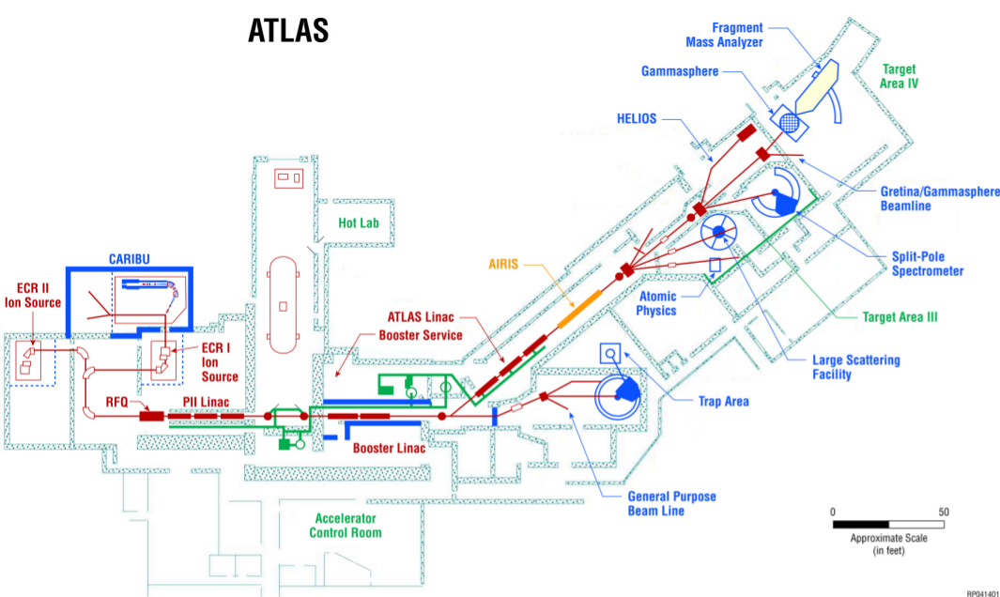 ATLAS
Fragment
Mass Analyzer
Gammasphere
Target
Area IV
HELIOS
Gretina/Gammasphere
Beamline
Hot Lab
CARIBU
ECR II
Ion Source
AIRIS
Split-Pole
Spectrometer
Atomic
Physics
ATLAS Linac
Booster Service
Target Area III
ECR I
Ion
Source
Large Scattering
Facility
RFQ
PII Linac
Trap Area
Booster Linac
General Purpose
Beam Line
Accelerator
Control Room
0
50
Approximate Scale
(in feet)
RP041401